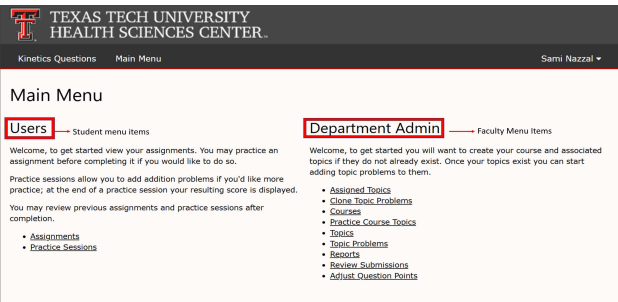 TEXAS TECH UNIVERSITY
HEALTH SCIENCES CENTER™
Kinetics Questions Main Menu Sami Nazzal
Main Menu
Users Student menu items
Welcome, to get started view your assignments. You may practice an
assignment before completing it if you would like to do so.
Practice sessions allow you to add addition problems if you'd like more
practice; at the end of a practice session your resulting score is displayed.
You may review previous assignments and practice sessions after
completion.
• Assignments
• Practice Sessions
Department Admin Faculty Menu Items
Welcome, to get started you will want to create your course and associated
topics if they do not already exist. Once your topics exist you can start
adding topic problems to them.
• Assigned Topics
• Clone Topic Problems
• Courses
• Practice Course Topics
• Topics
• Topic Problems
• Reports
• Review Submissions
• Adjust Question Points